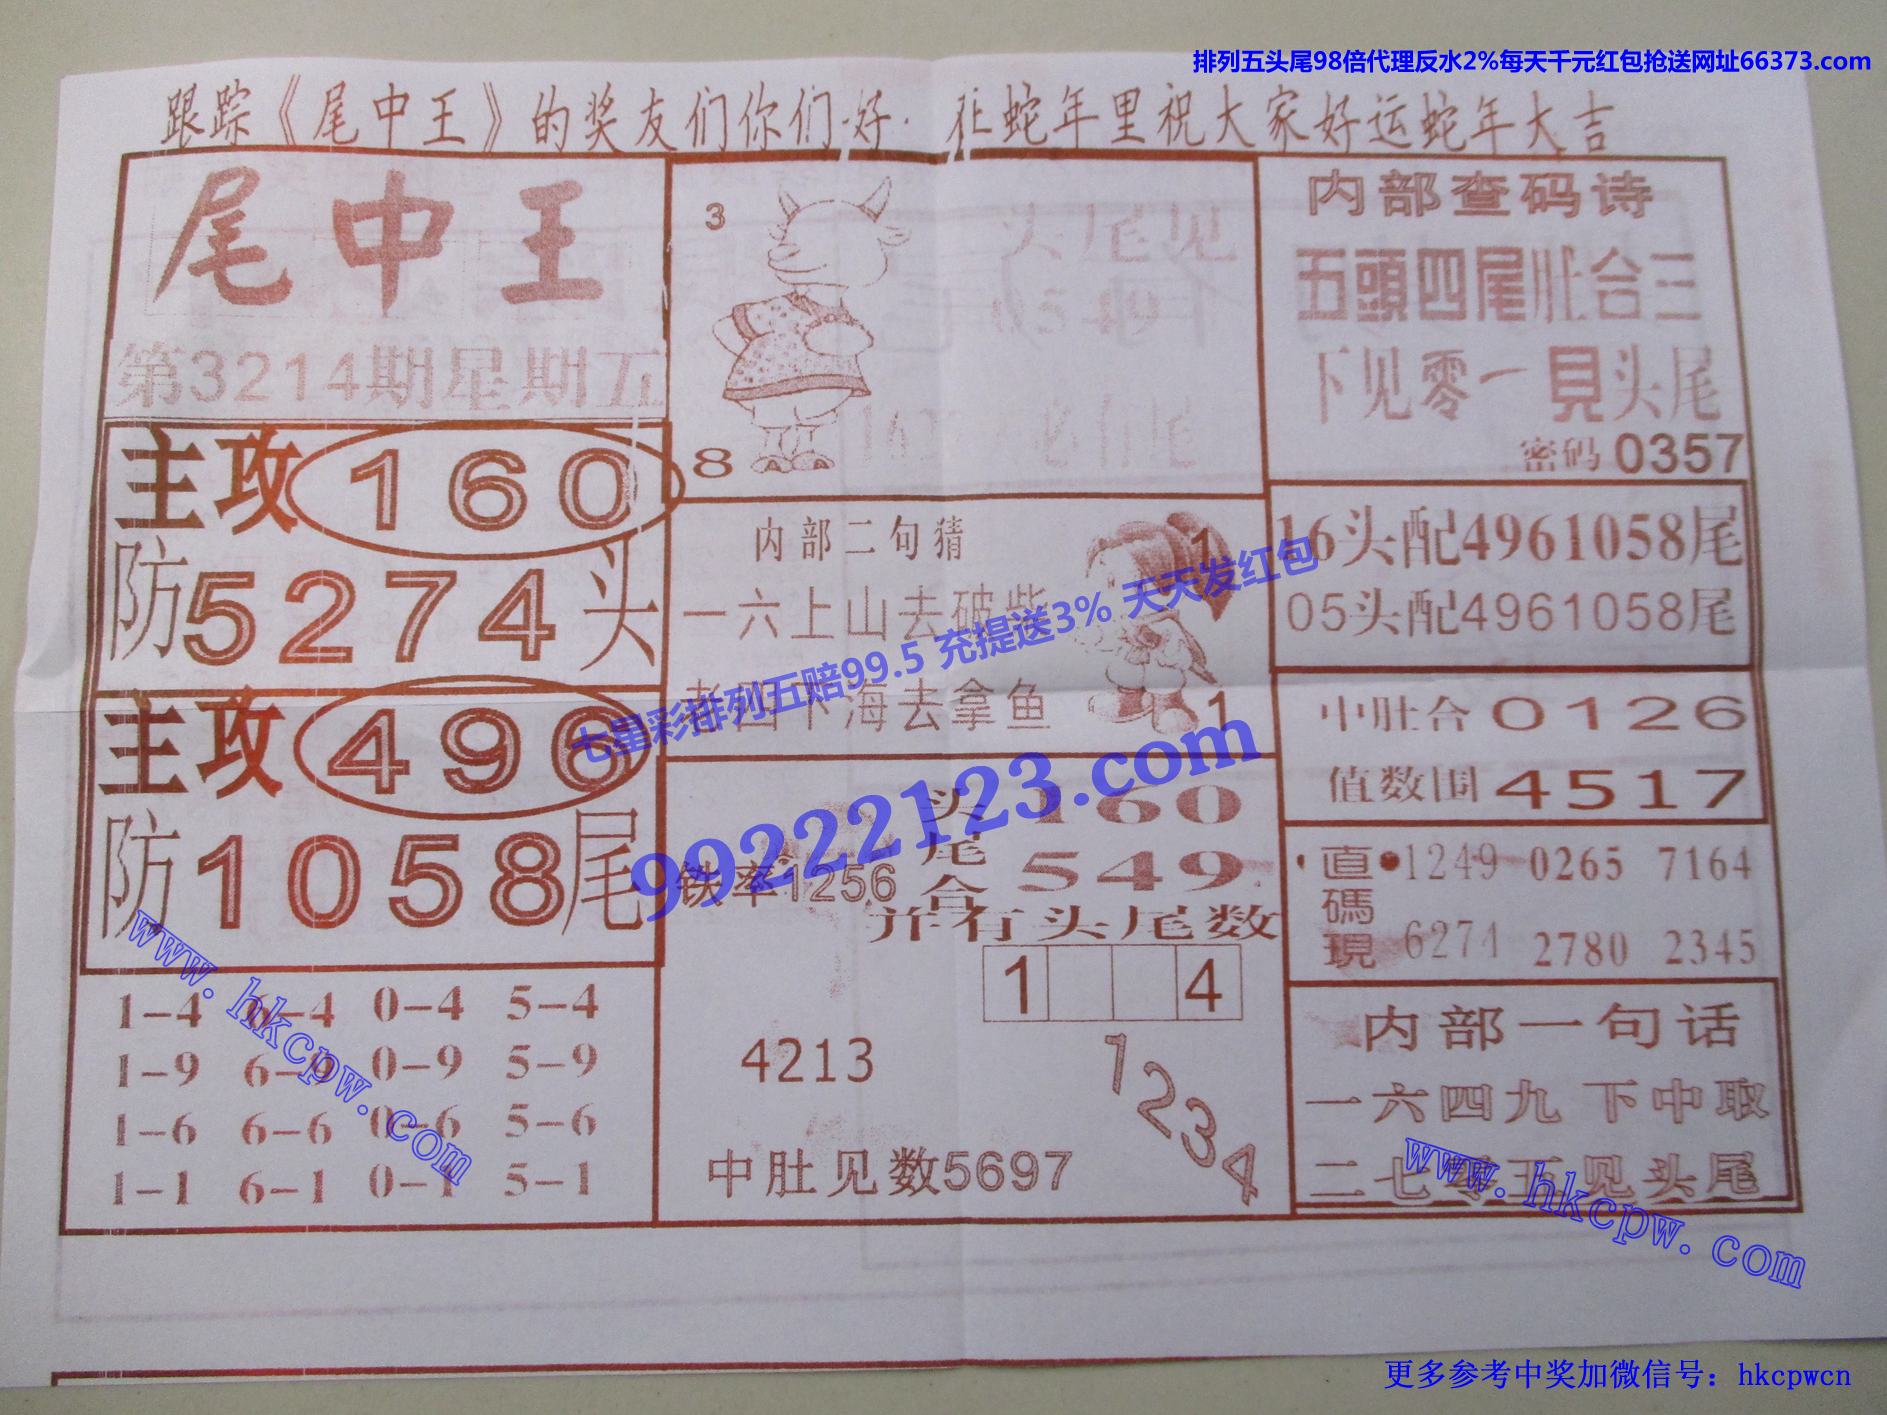 排列五头尾98倍代理反水2%每天千元红包抢送网址66373.com
跟踪《尾中王》的奖友们你们好.在蛇年里祝大家好运蛇年大吉
尾中王
第3214期星期五
主攻160
防5274头
主攻496
防1058尾
1-4 6-4 0-4 5-4
1-9 6-9 0-9 5-9
1-6 6-6 0-6 5-6
1-1 6-1 0-1 5-1
3
8
内部二句猜
一六上山去破柴
老四下海去拿鱼
1
1
七星彩排列五赔99.5 充提送3% 天天发红包
99222123.com
头 160
尾
合 549
铁率1256
并有头尾数
1 4
4213
1234
中肚见数5697
内部查码诗
五頭四尾肚合三
下见零一見头尾
密码 0357
16头配4961058尾
05头配4961058尾
中肚合 0126
值数围 4517
直碼現
1249 0265 7164
6274 2780 2345
内部一句话
一六四九下中取
二七零五见头尾
www.hkcpw.com
www.hkcpw.com
更多参考中奖加微信号：hkcpwcn